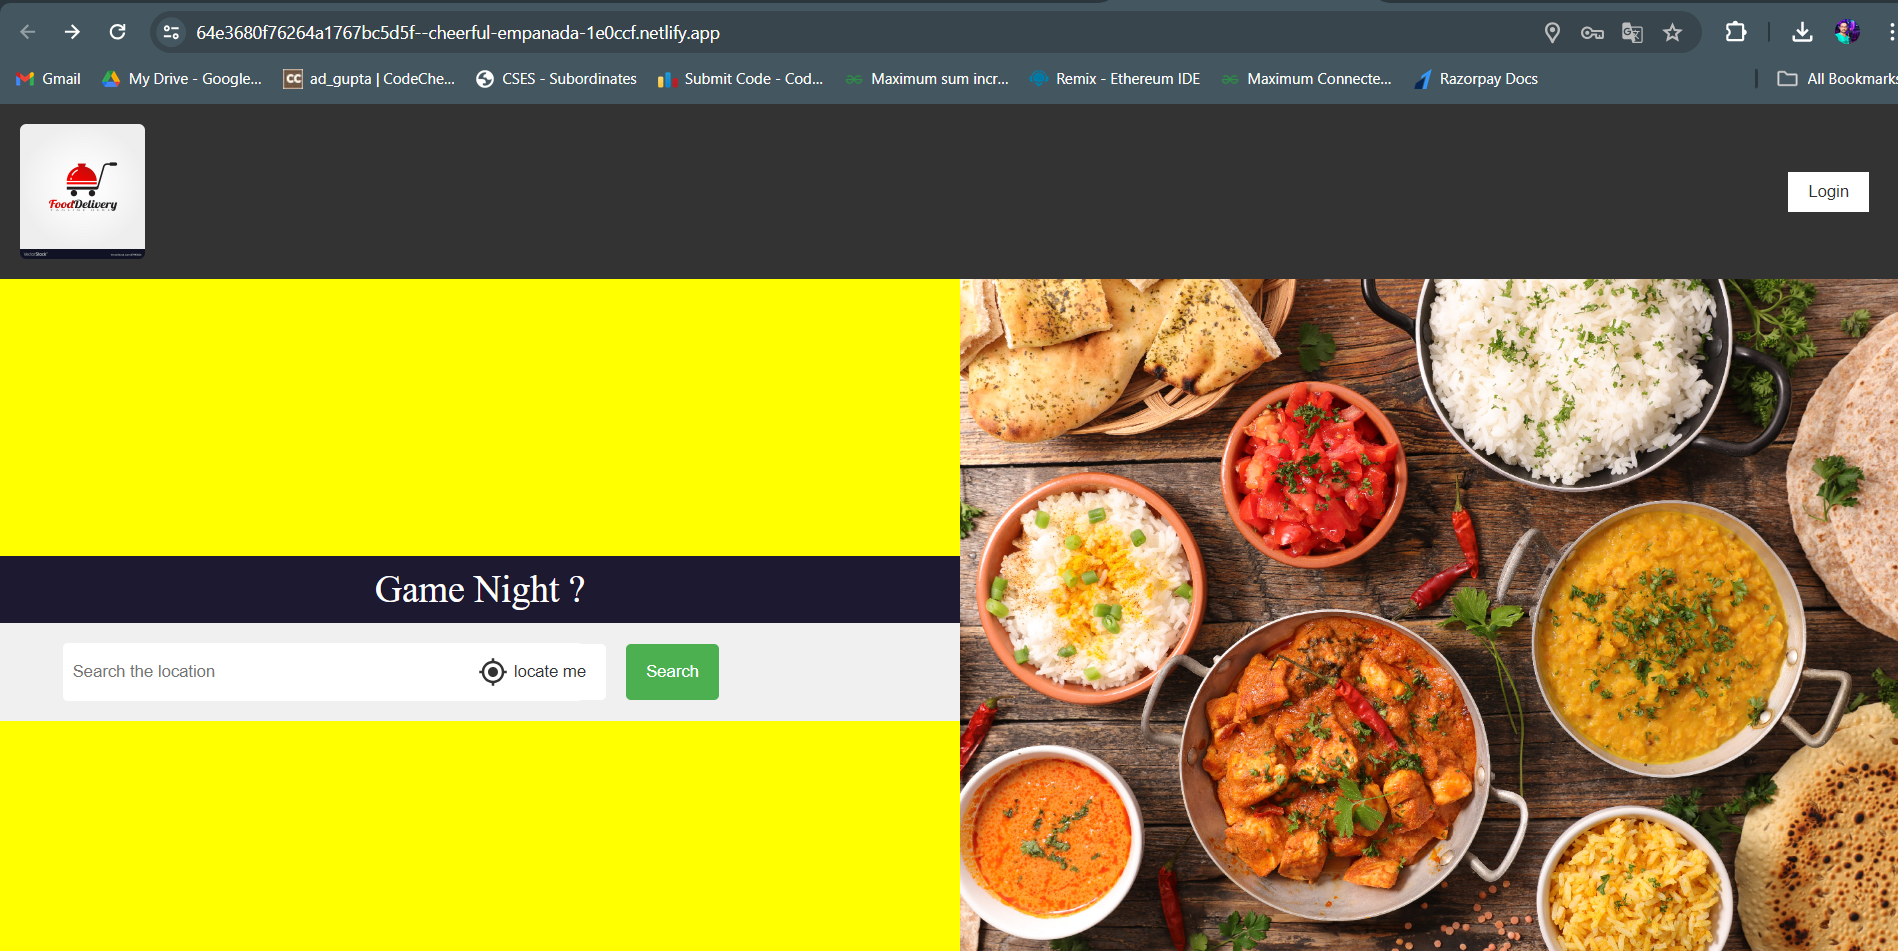 64e3680f76264a1767bc5d5f--cheerful-empanada-1e0ccf.netlify.app
Gmail
My Drive - Google...
CC
ad_gupta | CodeChe...
CSES - Subordinates
Submit Code - Cod...
Maximum sum incr...
Remix - Ethereum IDE
Maximum Connecte...
Razorpay Docs
All Bookmarks
FoodDelivery
VectorStock
Login
Game Night ?
Search the location
locate me
Search